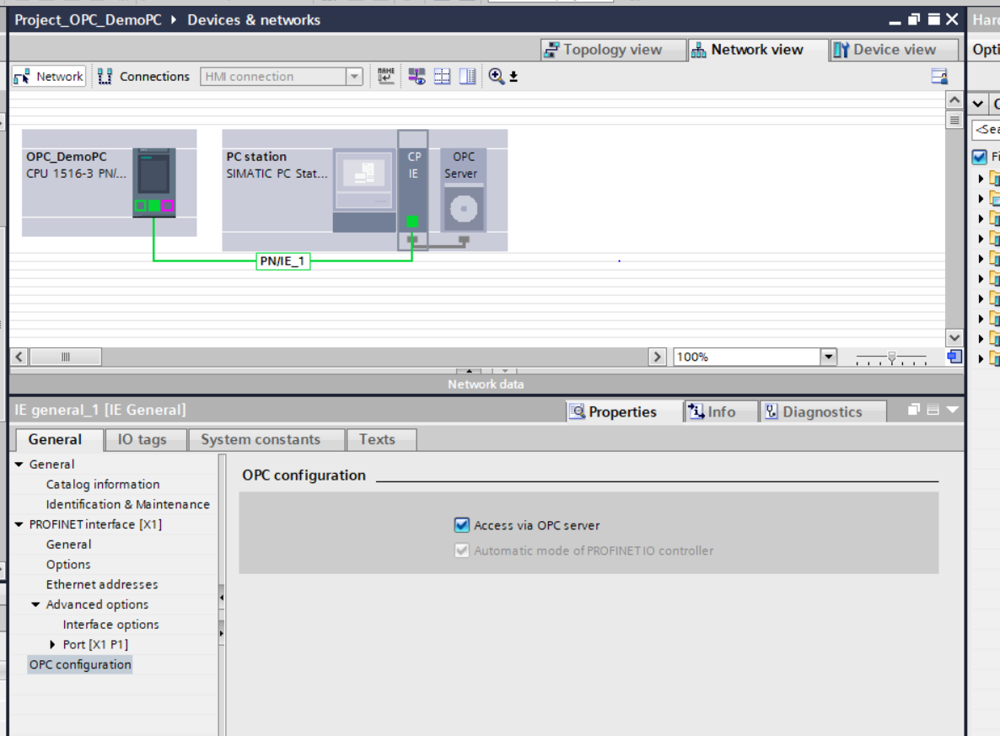 Project_OPC_DemoPC ▸ Devices & networks
Topology view
Network view
Device view
Network
Connections
HMI connection
NAME
OPC_DemoPC
CPU 1516-3 PN/...
PC station
SIMATIC PC Stat...
CP
IE
OPC
Server
PN/IE_1
100%
Network data
IE general_1 [IE General]
Properties
Info
Diagnostics
General
IO tags
System constants
Texts
General
Catalog information
Identification & Maintenance
PROFINET interface [X1]
General
Options
Ethernet addresses
Advanced options
Interface options
Port [X1 P1]
OPC configuration
OPC configuration
Access via OPC server
Automatic mode of PROFINET IO controller
Hard
Opti
<Sea
Fi